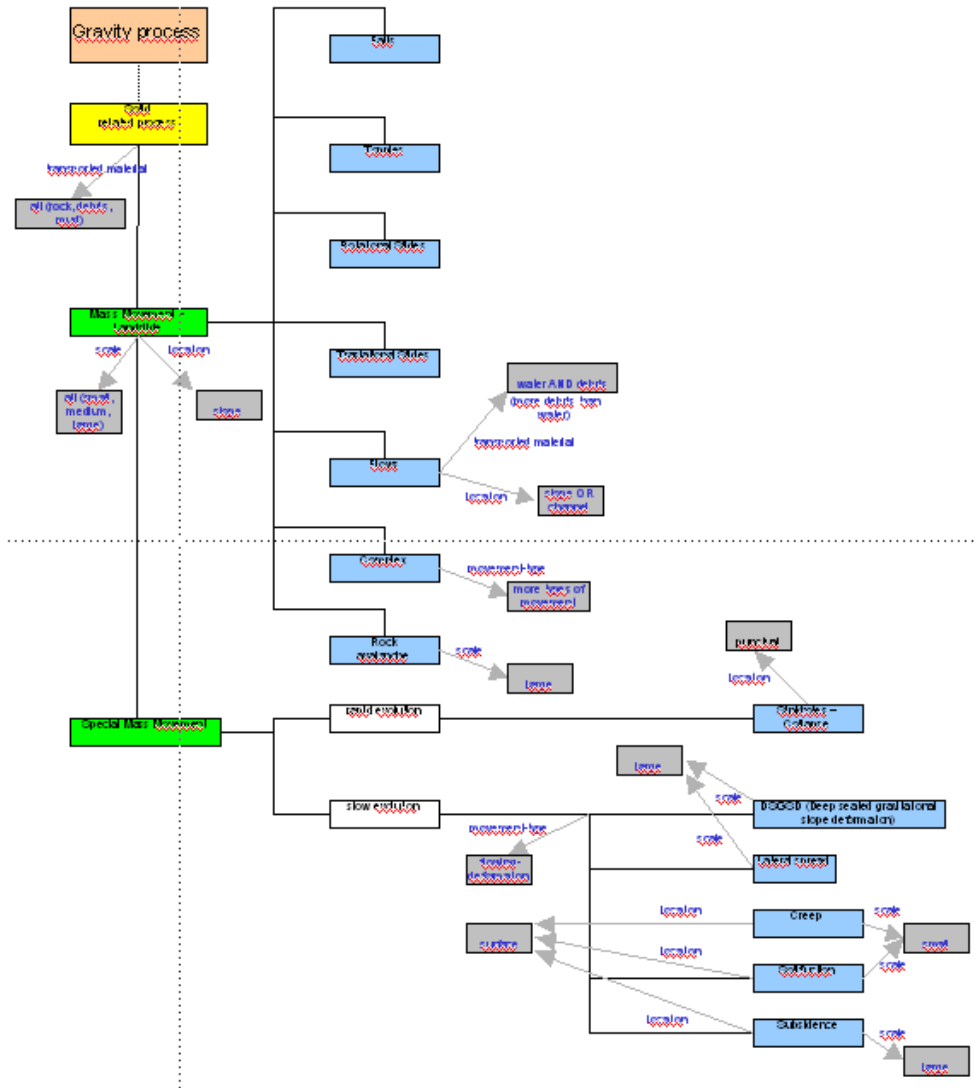 Gravity process
Solid
related process
transported material
all (rock, debris,
mud)
Mass Movement –
Landslide
scale
Location
all (small,
medium,
large)
slope
Falls
Topples
Rotational Slides
Traslational Slides
water AND debris
(more debris than
water)
transported material
Flows
Location
slope OR
channel
Complex
movement-type
more types of
movement
Rock
avalanche
scale
large
punctual
Location
Special Mass Movement
rapid evolution
Sinkholes –
Collapse
large
scale
slow evolution
DSGSD (Deep seated gravitational
slope deformation)
movement-type
scale
deformation
Lateral spread
Location
Creep
scale
surface
small
Location
Solifluction
scale
Location
Subsidence
scale
large